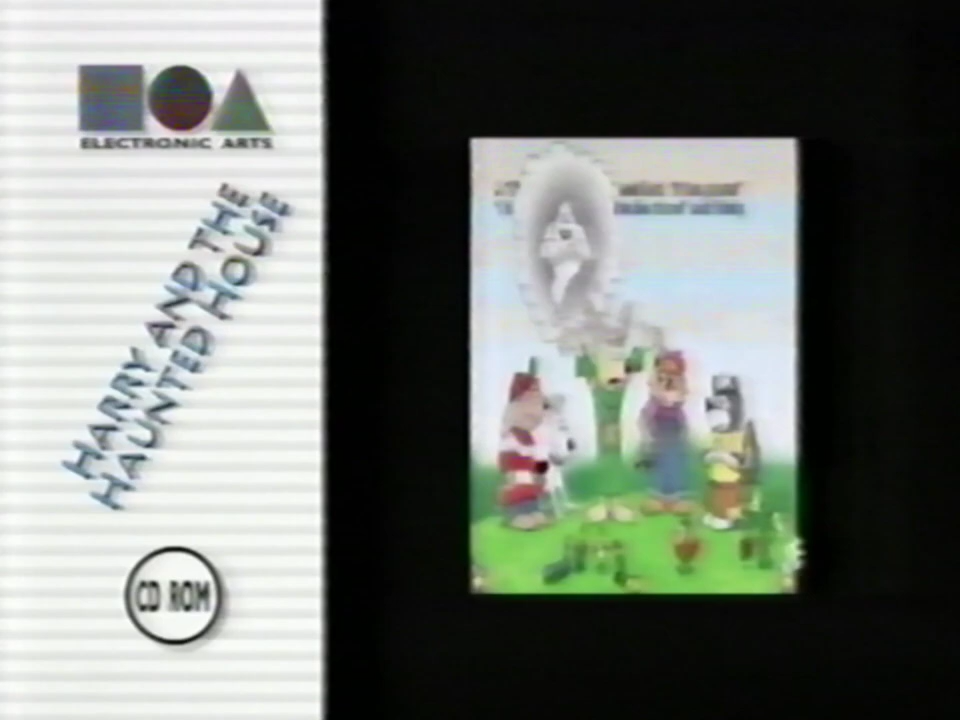 ELECTRONIC ARTS
HARRY AND THE
HAUNTED HOUSE
CD ROM